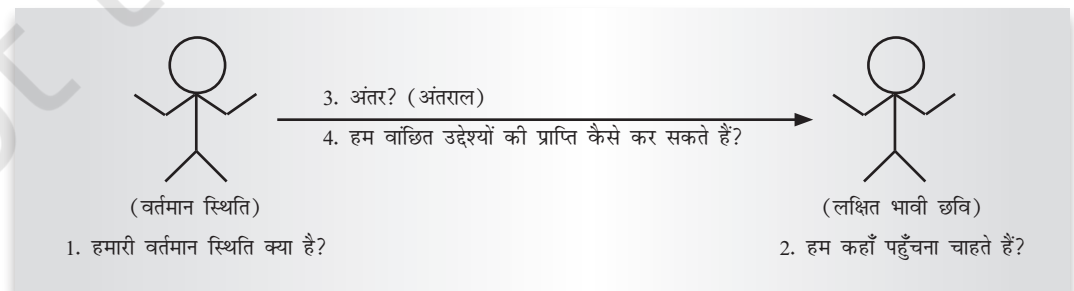 3. अंतर? (अंतराल)
4. हम वांछित उद्देश्यों की प्राप्ति कैसे कर सकते हैं?
(वर्तमान स्थिति)
(लक्षित भावी छवि)
1. हमारी वर्तमान स्थिति क्या है?
2. हम कहाँ पहुँचना चाहते हैं?